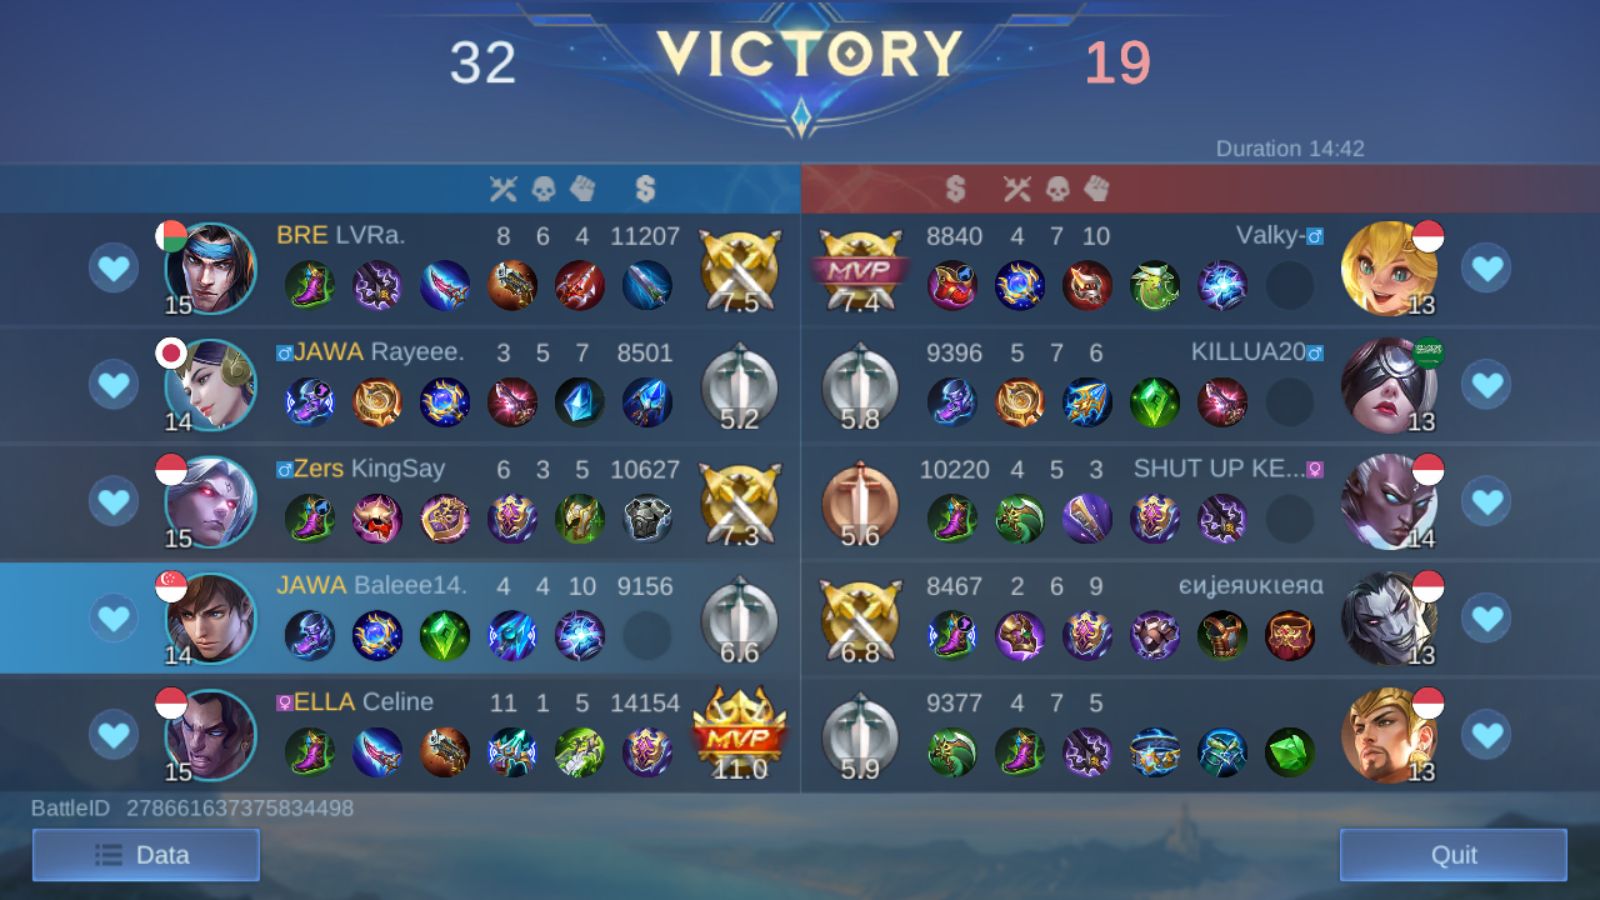 32 VICTORY 19
Duration 14:42
BRE LVRa. 8 6 4 11207
15 7.5
MVP 7.4 8840 4 7 10 Valky-♂
13
♂JAWA Rayeee. 3 5 7 8501
14 5.2
5.8 9396 5 7 6 KILLUA20♂
13
♂Zers KingSay 6 3 5 10627
15 7.3
5.6 10220 4 5 3 SHUT UP KE...♀
14
JAWA Baleee14. 4 4 10 9156
14 6.6
6.8 8467 2 6 9
13
♀ELLA Celine 11 1 5 14154
15 MVP 11.0
5.9 9377 4 7 5
13
BattleID 278661637375834498
Data
Quit